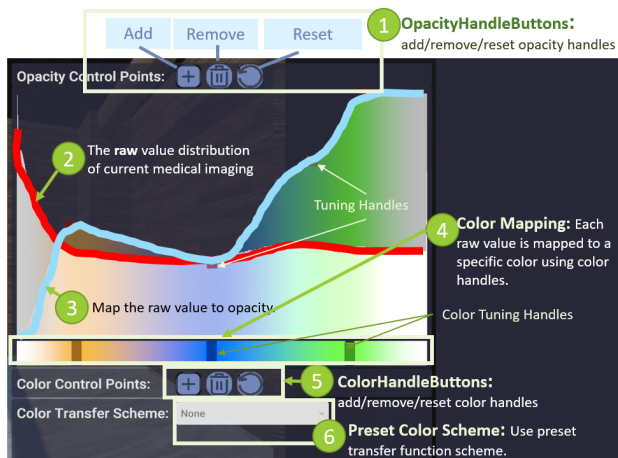 Add
Remove
Reset
1
OpacityHandleButtons:
add/remove/reset opacity handles
Opacity Control Points:
2
The raw value distribution
of current medical imaging
Tuning Handles
4
Color Mapping: Each
raw value is mapped to a
specific color using color
handles.
3
Map the raw value to opacity
Color Tuning Handles
Color Control Points:
5
ColorHandleButtons:
add/remove/reset color handles
Color Transfer Scheme:
None
6
Preset Color Scheme: Use preset
transfer function scheme.